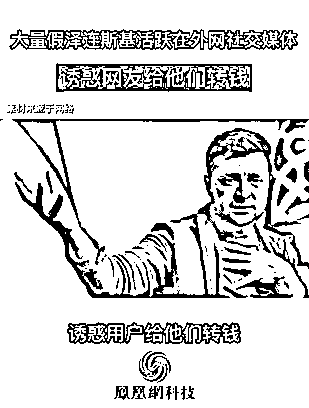 大量假泽连斯基活跃在外网社交媒体
诱惑网友给他们转钱
素材来源于网络
诱惑用户给他们转钱
鳳凰網科技